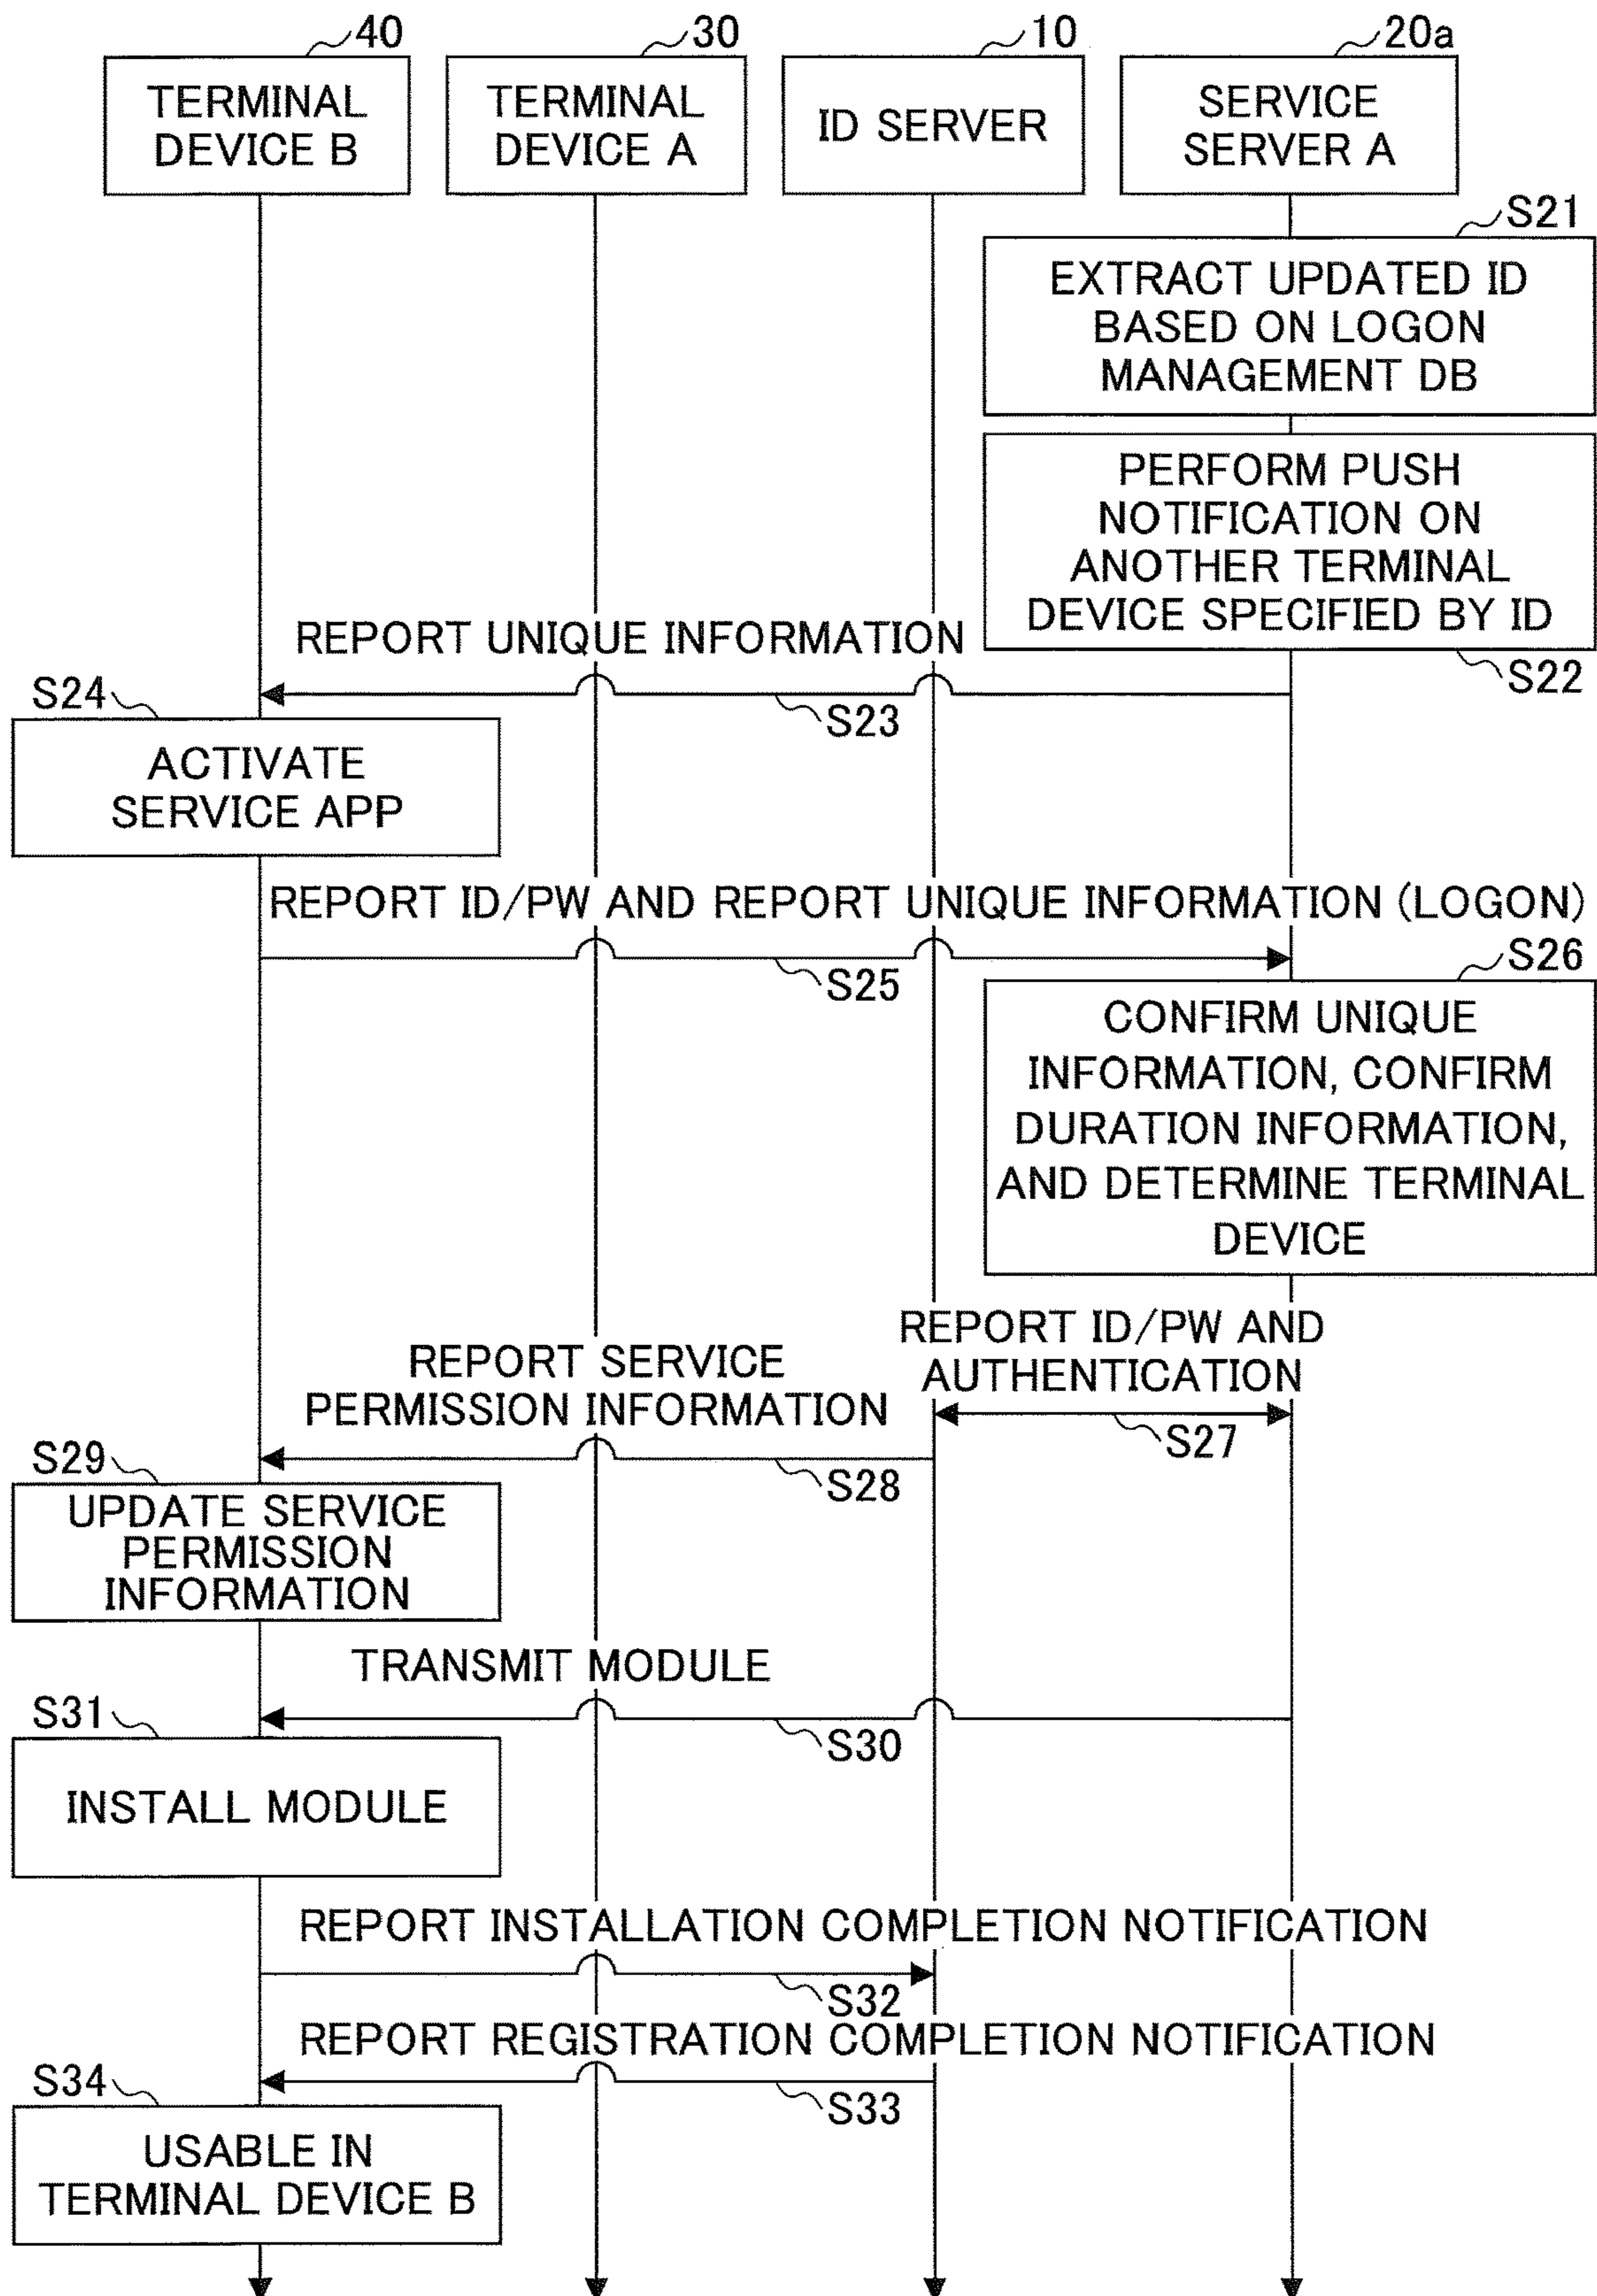 40
30
10
20a
TERMINAL
DEVICE B
TERMINAL
DEVICE A
ID SERVER
SERVICE
SERVER A
S21
EXTRACT UPDATED ID
BASED ON LOGON
MANAGEMENT DB
PERFORM PUSH
NOTIFICATION ON
ANOTHER TERMINAL
DEVICE SPECIFIED BY ID
S22
REPORT UNIQUE INFORMATION
S23
S24
ACTIVATE
SERVICE APP
REPORT ID/PW AND REPORT UNIQUE INFORMATION (LOGON)
S25
S26
CONFIRM UNIQUE
INFORMATION, CONFIRM
DURATION INFORMATION,
AND DETERMINE TERMINAL
DEVICE
REPORT ID/PW AND
AUTHENTICATION
S27
REPORT SERVICE
PERMISSION INFORMATION
S28
S29
UPDATE SERVICE
PERMISSION
INFORMATION
TRANSMIT MODULE
S30
S31
INSTALL MODULE
REPORT INSTALLATION COMPLETION NOTIFICATION
S32
REPORT REGISTRATION COMPLETION NOTIFICATION
S33
S34
USABLE IN
TERMINAL DEVICE B